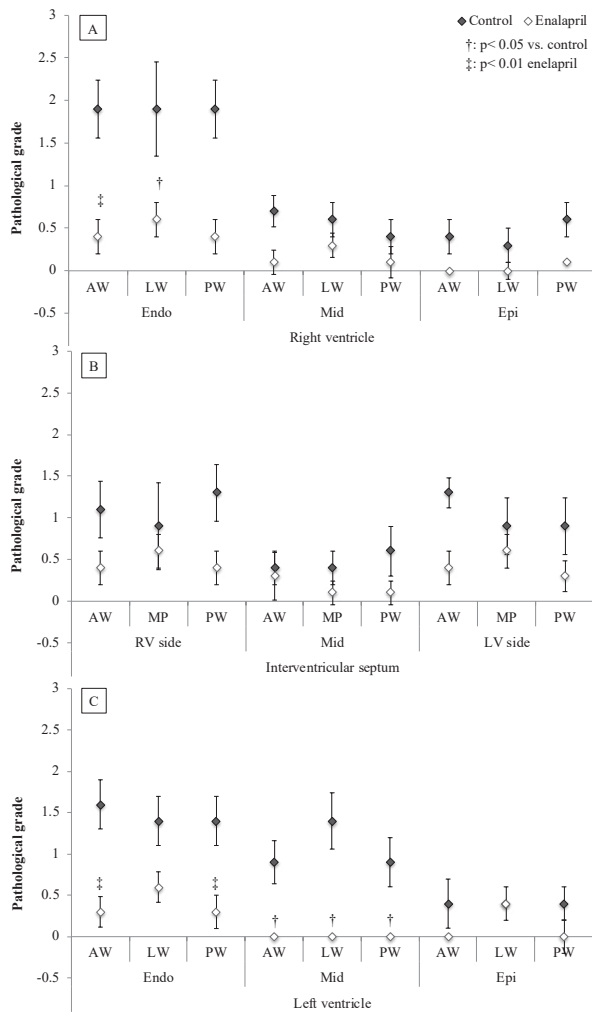 A
Control Enalapril
†: p< 0.05 vs. control
‡: p< 0.01 enelapril
Pathological grade
3
2.5
2
1.5
1
0.5
0
-0.5
‡ †
AW LW PW AW LW PW AW LW PW
Endo Mid Epi
Right ventricle
B
Pathological grade
3
2.5
2
1.5
1
0.5
0
-0.5
AW MP PW AW MP PW AW MP PW
RV side Mid LV side
Interventricular septum
C
Pathological grade
3
2.5
2
1.5
1
0.5
0
-0.5
‡ ‡ † † †
AW LW PW AW LW PW AW LW PW
Endo Mid Epi
Left ventricle